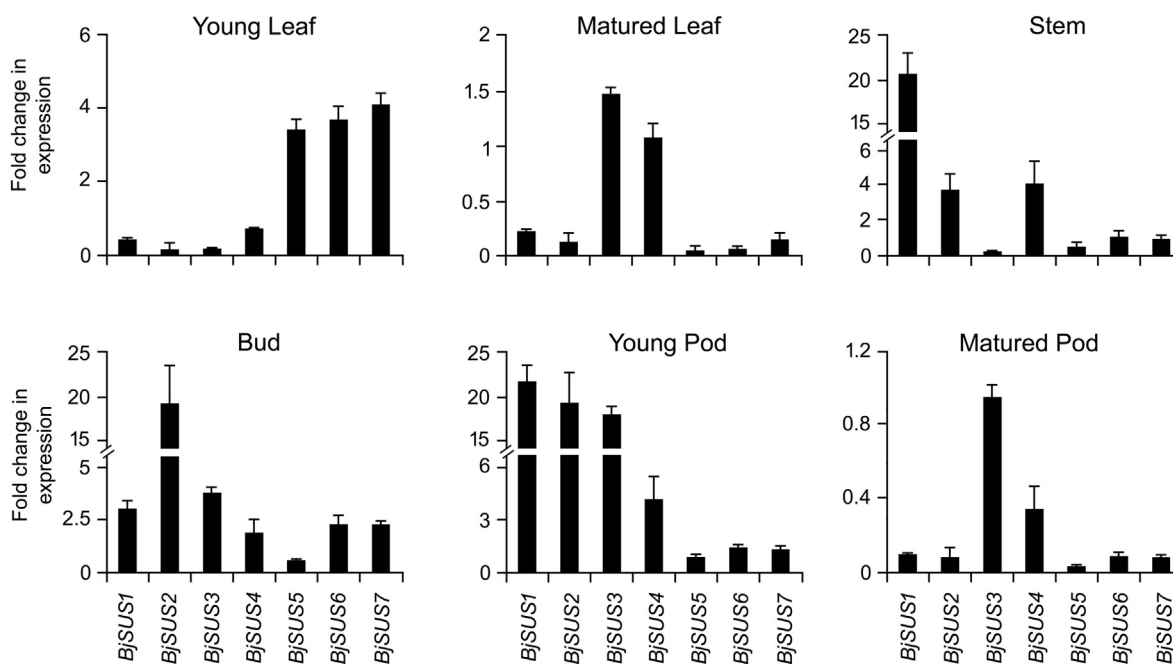 Young Leaf
Matured Leaf
Stem
Fold change in
expression
6
4
2
0
2
1.5
1
0.5
0
25
20
15
6
4
2
0
Bud
Young Pod
Matured Pod
Fold change in
expression
25
20
15
5
2.5
0
25
20
15
6
3
0
1.2
0.8
0.4
0
BjSUS1
BjSUS2
BjSUS3
BjSUS4
BjSUS5
BjSUS6
BjSUS7
BjSUS1
BjSUS2
BjSUS3
BjSUS4
BjSUS5
BjSUS6
BjSUS7
BjSUS1
BjSUS2
BjSUS3
BjSUS4
BjSUS5
BjSUS6
BjSUS7